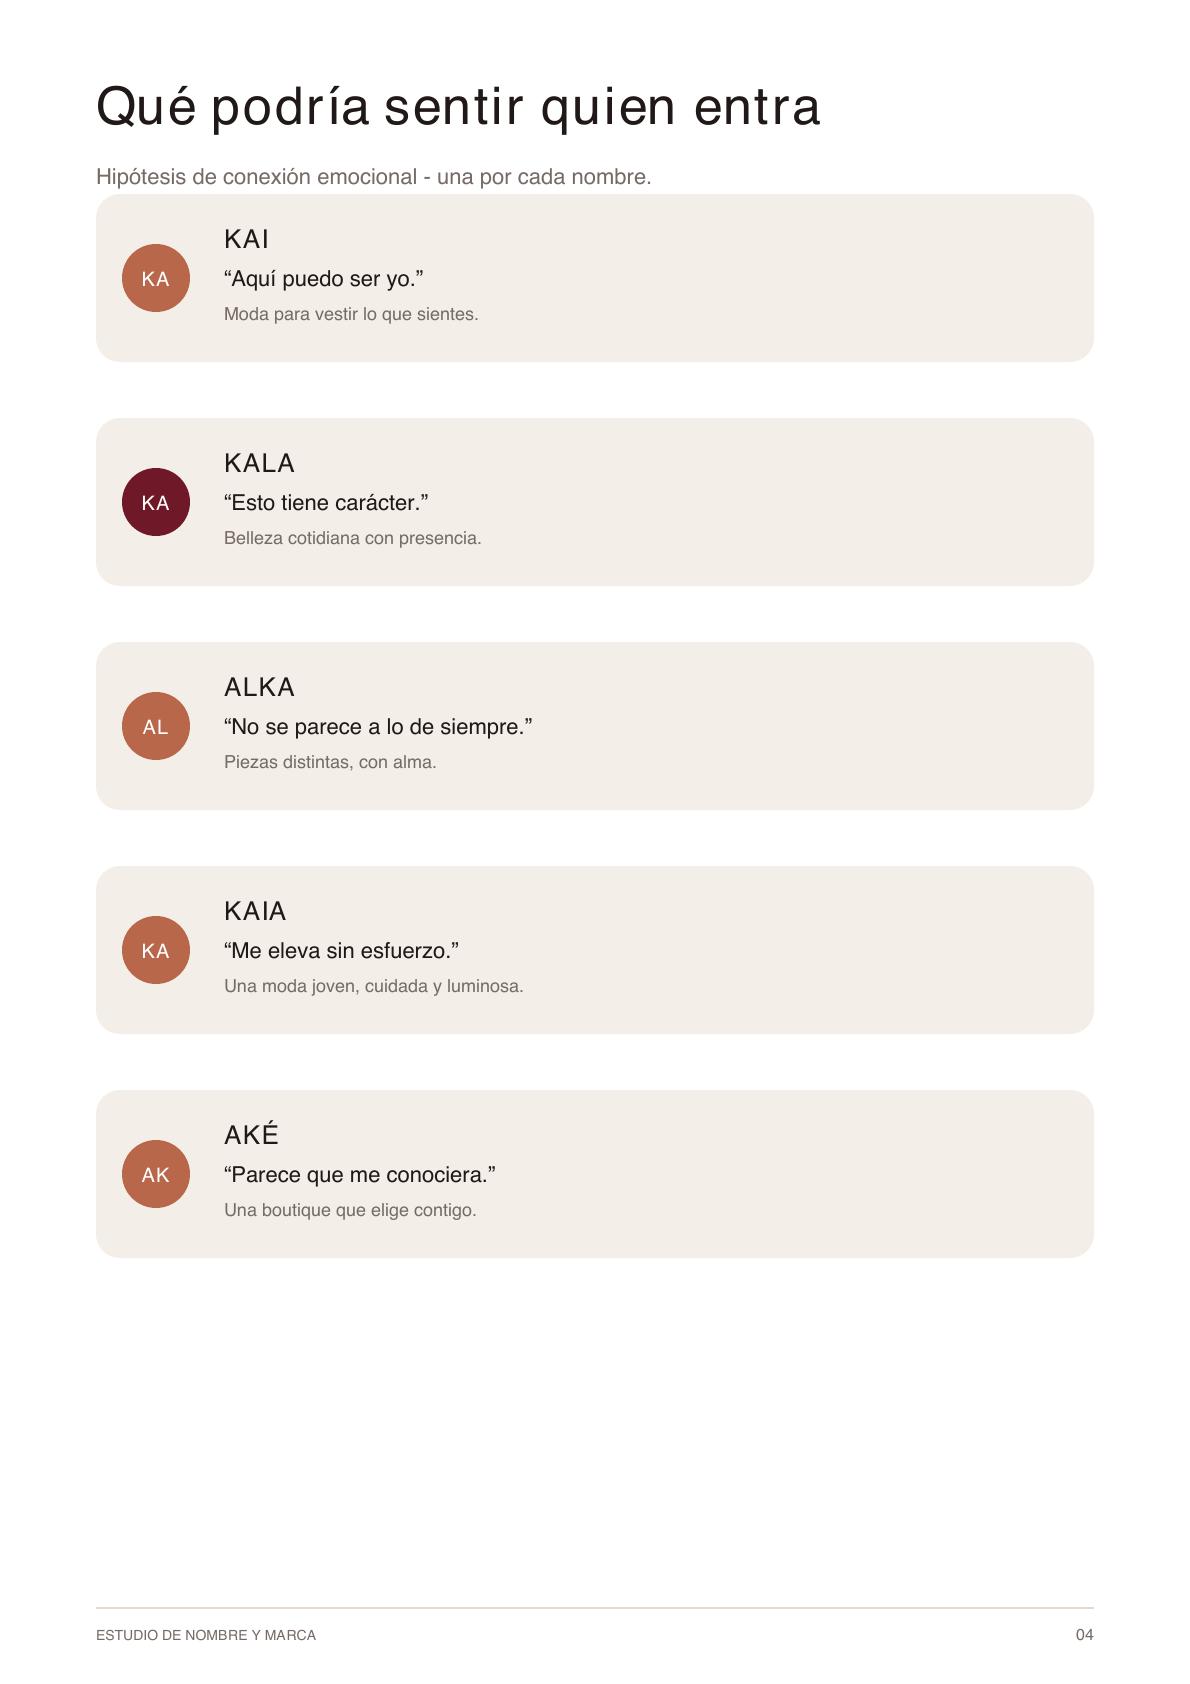 Qué podría sentir quien entra
Hipótesis de conexión emocional - una por cada nombre.
KA
KAI
“Aquí puedo ser yo.”
Moda para vestir lo que sientes.
KA
KALA
“Esto tiene carácter.”
Belleza cotidiana con presencia.
AL
ALKA
“No se parece a lo de siempre.”
Piezas distintas, con alma.
KA
KAIA
“Me eleva sin esfuerzo.”
Una moda joven, cuidada y luminosa.
AK
AKÉ
“Parece que me conociera.”
Una boutique que elige contigo.
ESTUDIO DE NOMBRE Y MARCA
04